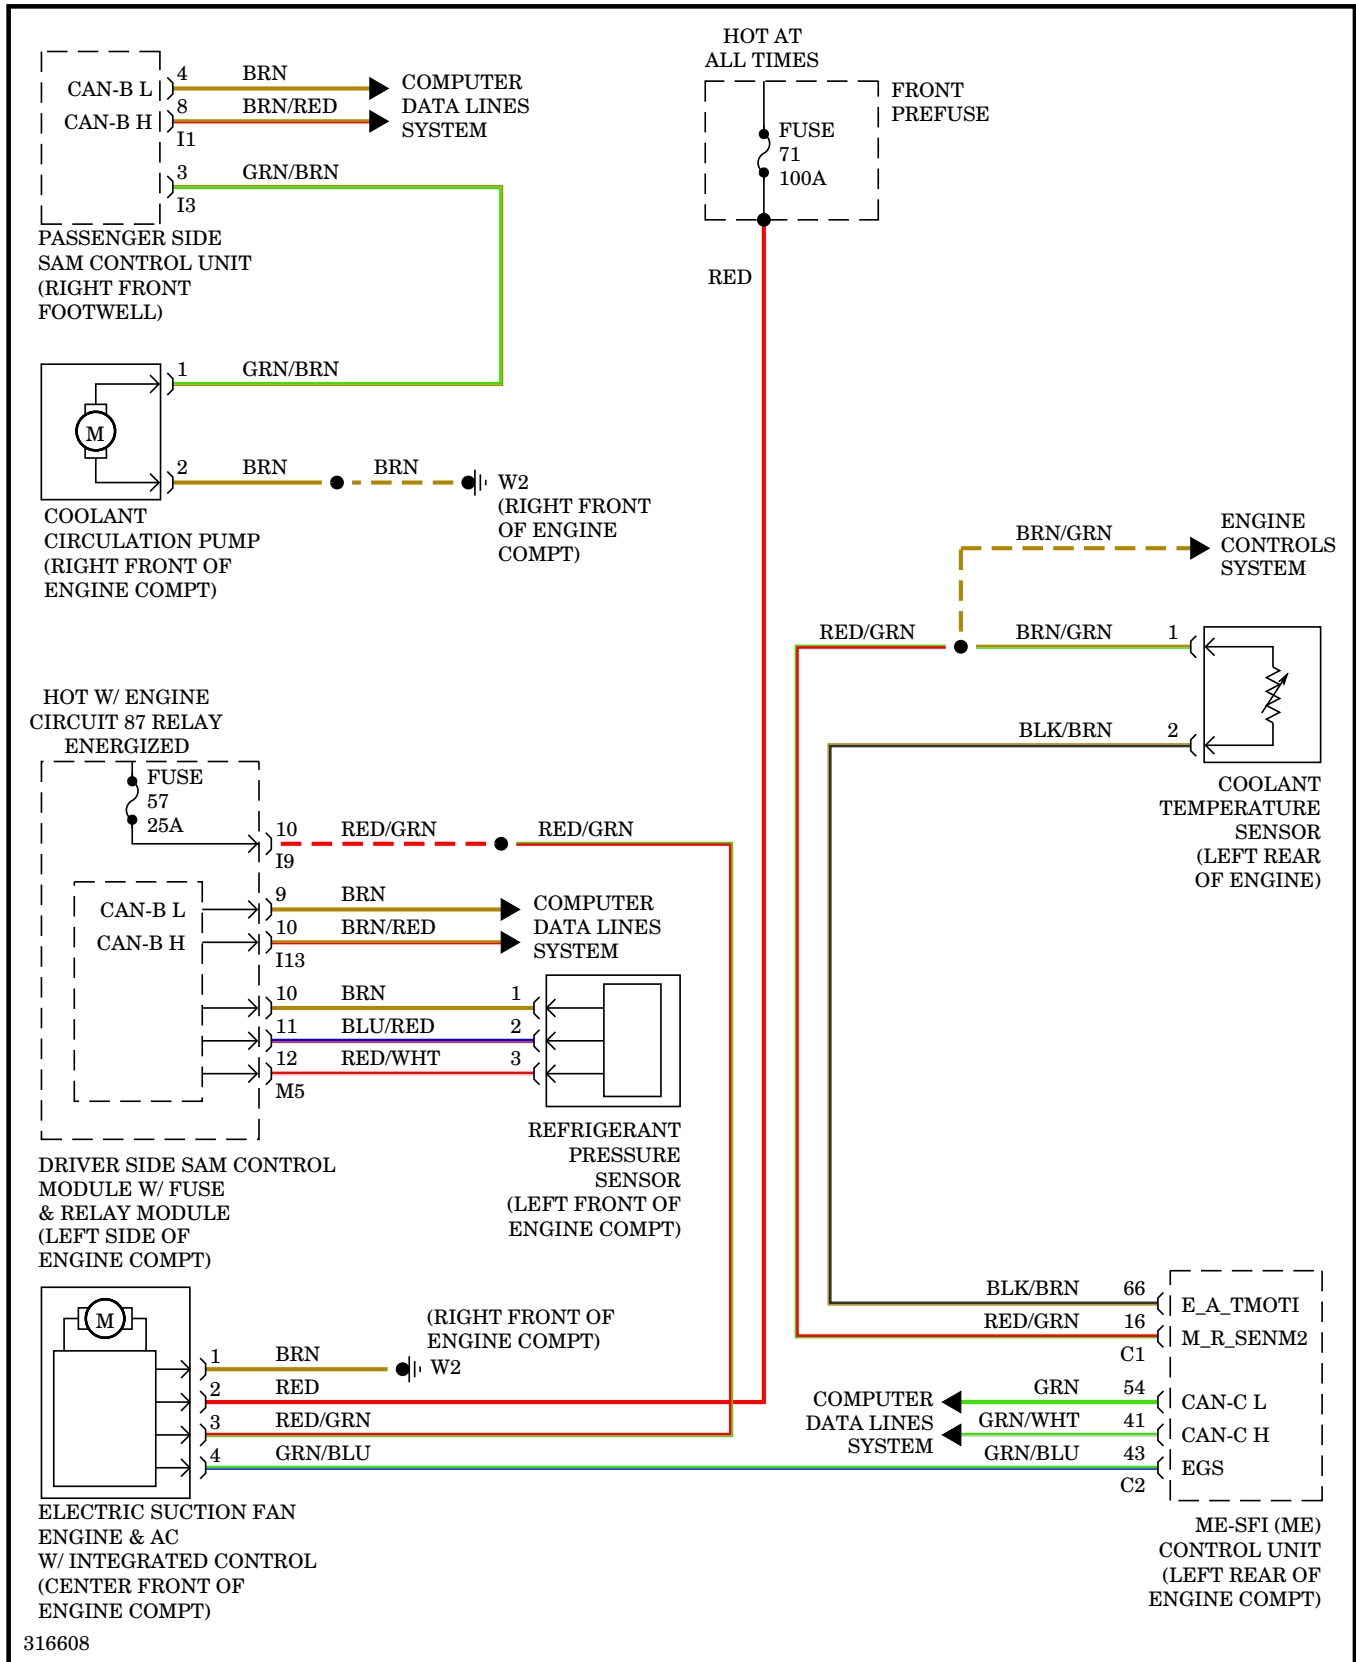 HOT AT
ALL TIMES
FRONT
PREFUSE
FUSE
71
100A
RED
CAN-B L
4
BRN
CAN-B H
8
BRN/RED
I1
COMPUTER
DATA LINES
SYSTEM
3
GRN/BRN
I3
PASSENGER SIDE
SAM CONTROL UNIT
(RIGHT FRONT
FOOTWELL)
1
GRN/BRN
M
2
BRN
BRN
W2
(RIGHT FRONT
OF ENGINE
COMPT)
COOLANT
CIRCULATION PUMP
(RIGHT FRONT OF
ENGINE COMPT)
BRN/GRN
ENGINE
CONTROLS
SYSTEM
RED/GRN
BRN/GRN
1
BLK/BRN
2
COOLANT
TEMPERATURE
SENSOR
(LEFT REAR
OF ENGINE)
HOT W/ ENGINE
CIRCUIT 87 RELAY
ENERGIZED
FUSE
57
25A
10
RED/GRN
RED/GRN
I9
CAN-B L
9
BRN
CAN-B H
10
BRN/RED
I13
COMPUTER
DATA LINES
SYSTEM
10
BRN
1
11
BLU/RED
2
12
RED/WHT
3
M5
REFRIGERANT
PRESSURE
SENSOR
(LEFT FRONT OF
ENGINE COMPT)
DRIVER SIDE SAM CONTROL
MODULE W/ FUSE
& RELAY MODULE
(LEFT SIDE OF
ENGINE COMPT)
M
(RIGHT FRONT OF
ENGINE COMPT)
1
BRN
W2
2
RED
3
RED/GRN
4
GRN/BLU
ELECTRIC SUCTION FAN
ENGINE & AC
W/ INTEGRATED CONTROL
(CENTER FRONT OF
ENGINE COMPT)
BLK/BRN
66
E_A_TMOTI
RED/GRN
16
M_R_SENM2
C1
COMPUTER
DATA LINES
SYSTEM
GRN
54
CAN-C L
GRN/WHT
41
CAN-C H
GRN/BLU
43
EGS
C2
ME-SFI (ME)
CONTROL UNIT
(LEFT REAR OF
ENGINE COMPT)
316608